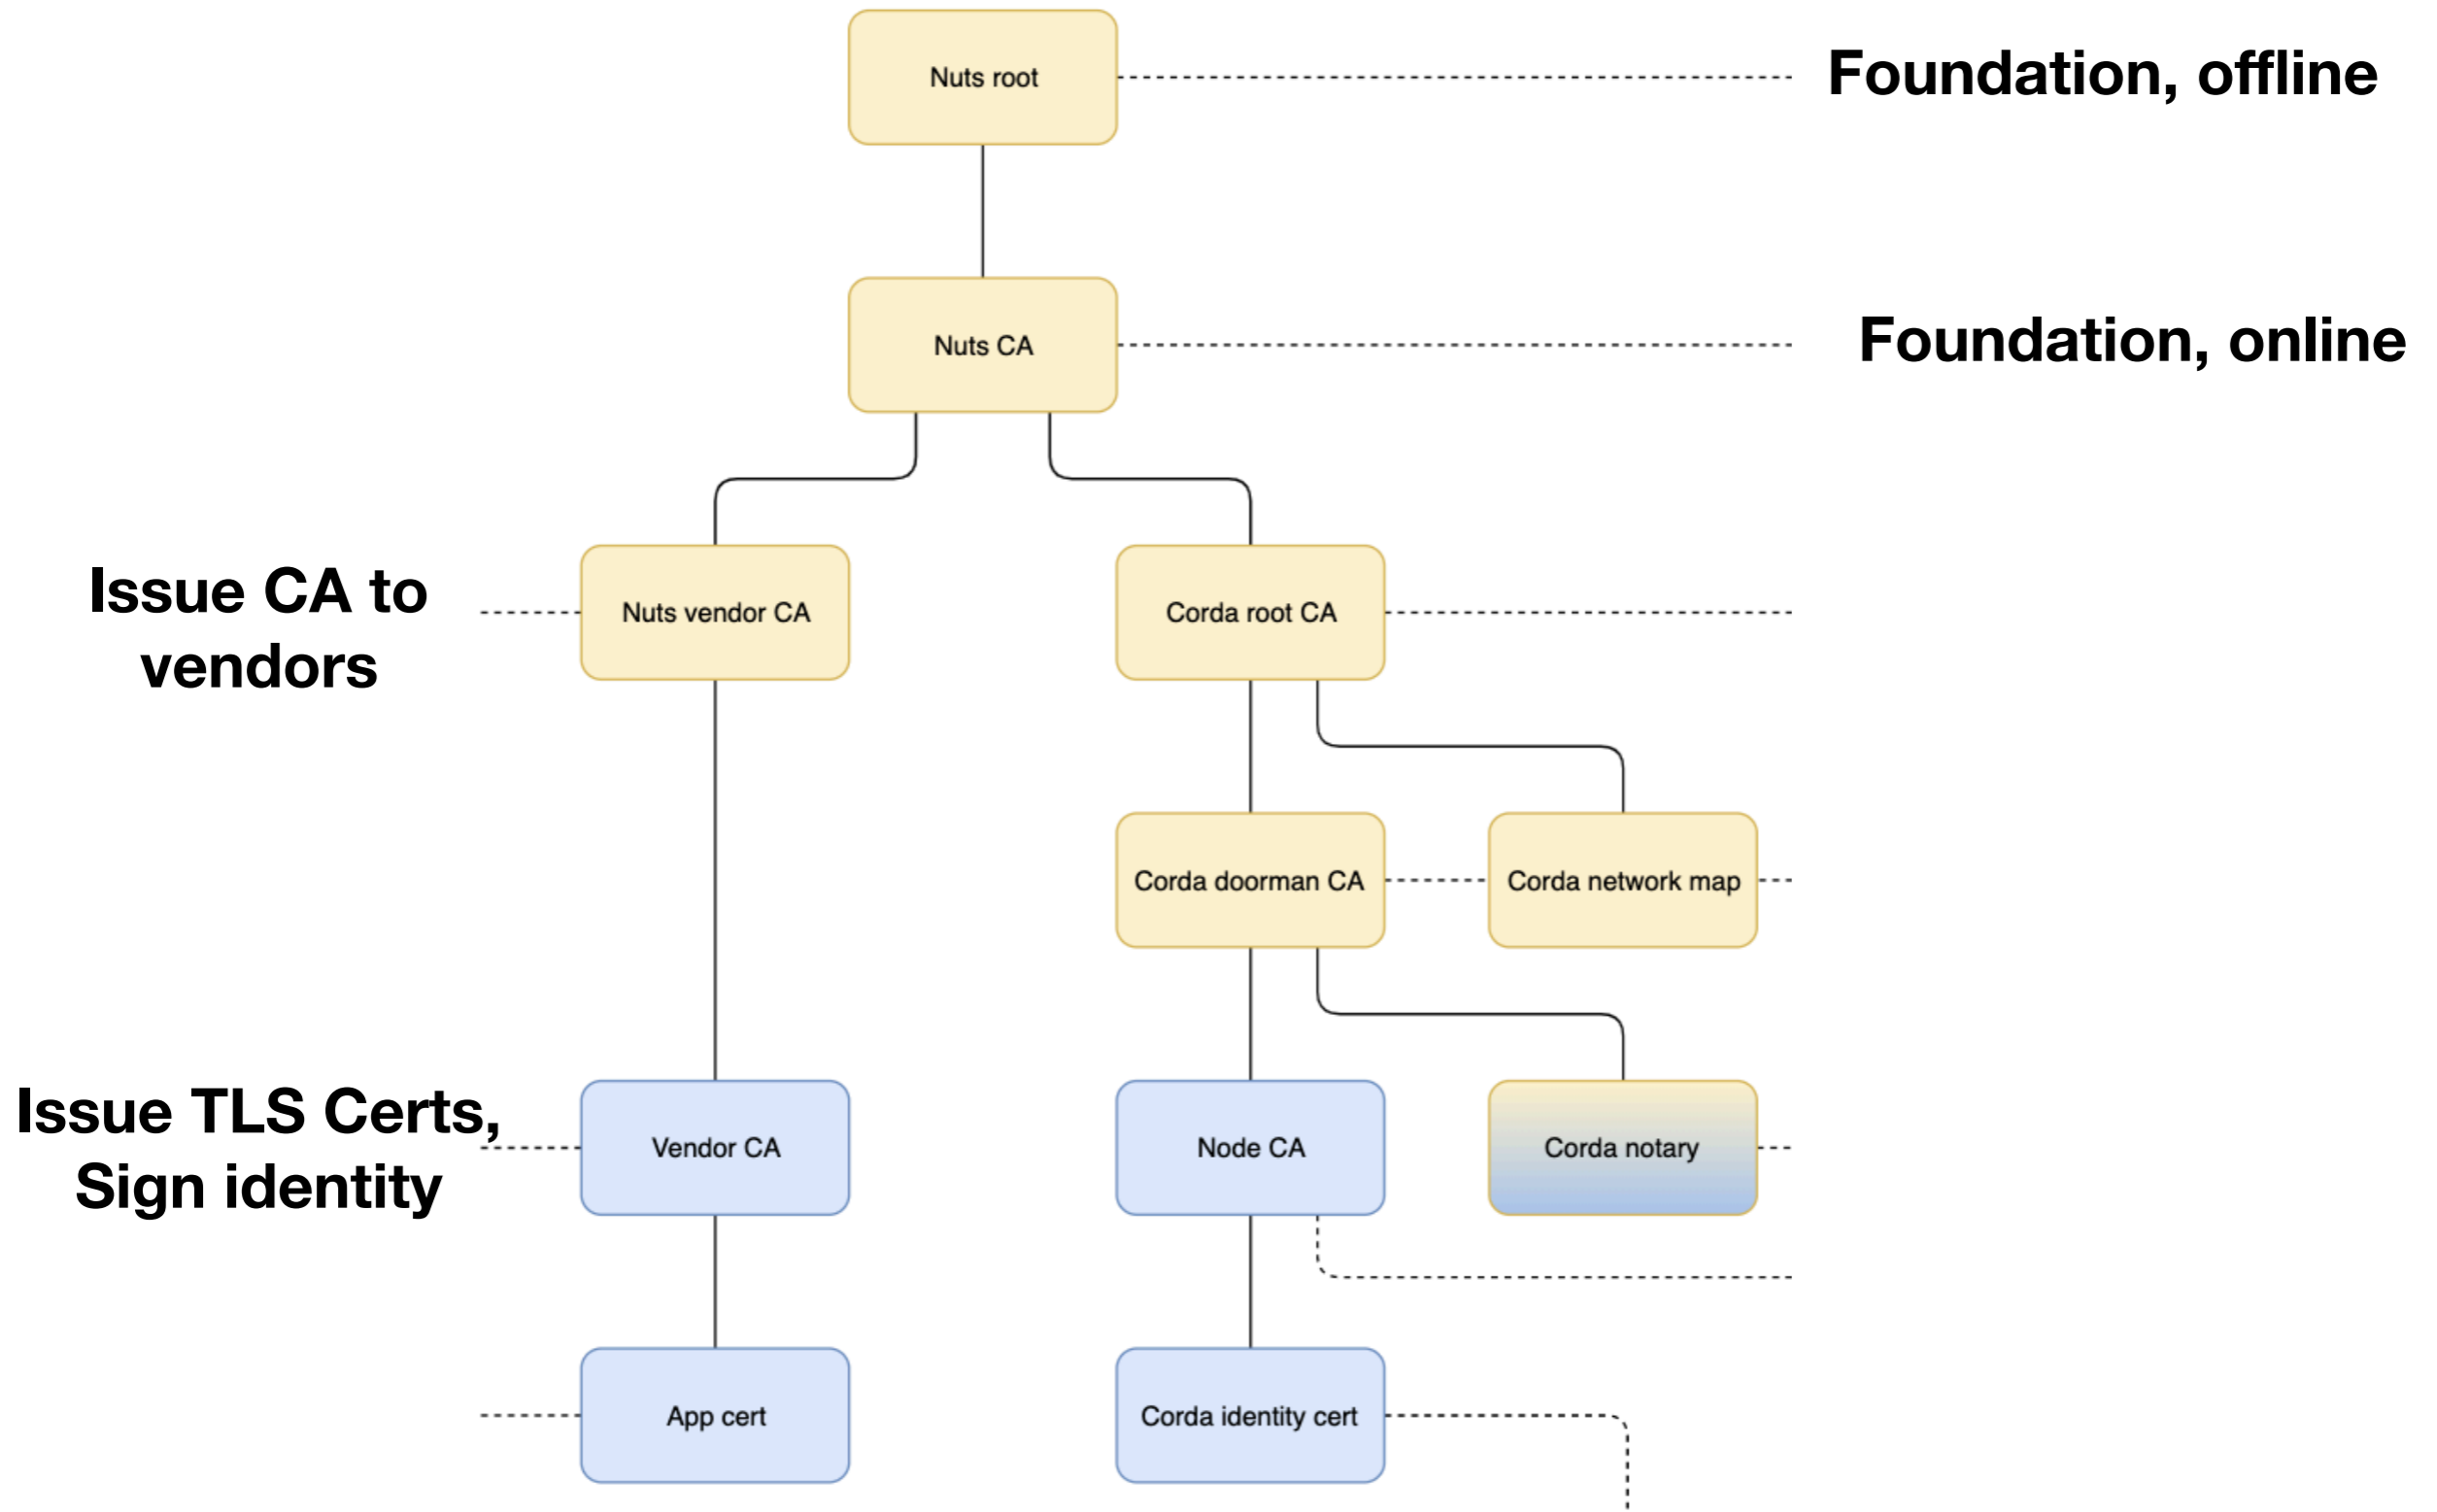 Nuts root
Foundation, offline
Nuts CA
Foundation, online
Issue CA to
vendors
Nuts vendor CA
Corda root CA
Corda doorman CA
Corda network map
Issue TLS Certs,
Sign identity
Vendor CA
Node CA
Corda notary
App cert
Corda identity cert